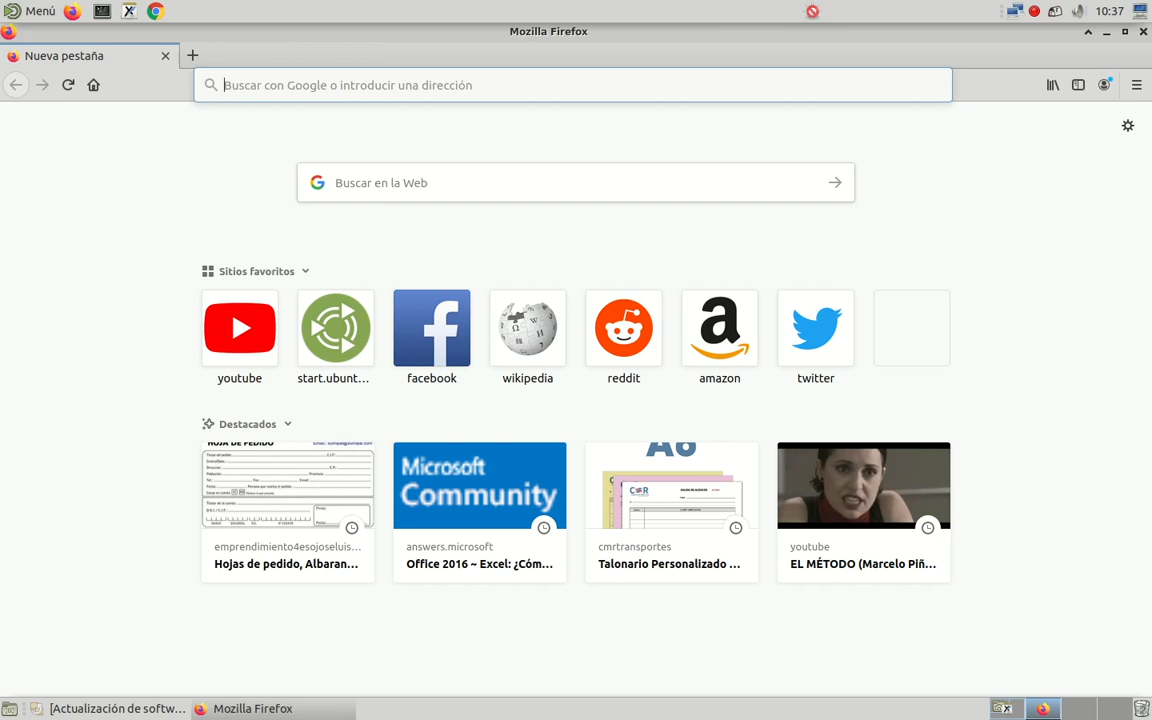 Menú
10:37
Mozilla Firefox
Nueva pestaña
Buscar con Google o introducir una dirección
Buscar en la Web
Sitios favoritos
youtube
start.ubunt...
facebook
wikipedia
reddit
amazon
twitter
Destacados
HOJA DE PEDIDO
Microsoft
Community
A6
emprendimiento4esojoseluis...
Hojas de pedido, Albaran...
answers.microsoft
Office 2016 ~ Excel: ¿Cóm...
cmrtransportes
Talonario Personalizado ...
youtube
EL MÉTODO (Marcelo Piñ...
[Actualización de softw...
Mozilla Firefox